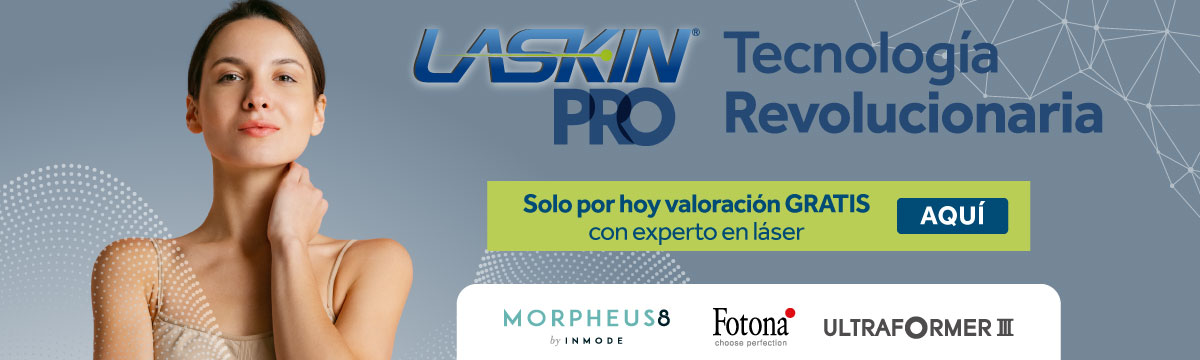 LASKIN®
PRO
Tecnología
Revolucionaria
Solo por hoy valoración GRATIS
con experto en láser
AQUÍ
MORPHEUS8
by INMODE
Fotona
choose perfection
ULTRAFORMER III